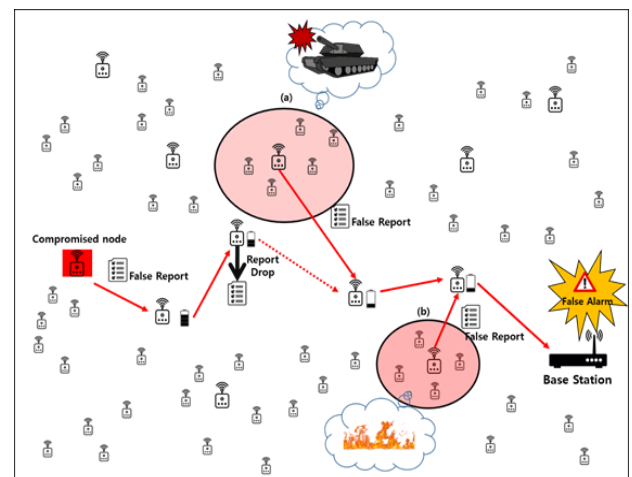 (a)
False Report
Compromised node
False Report
Report
Drop
False Alarm
(b)
False Report
Base Station